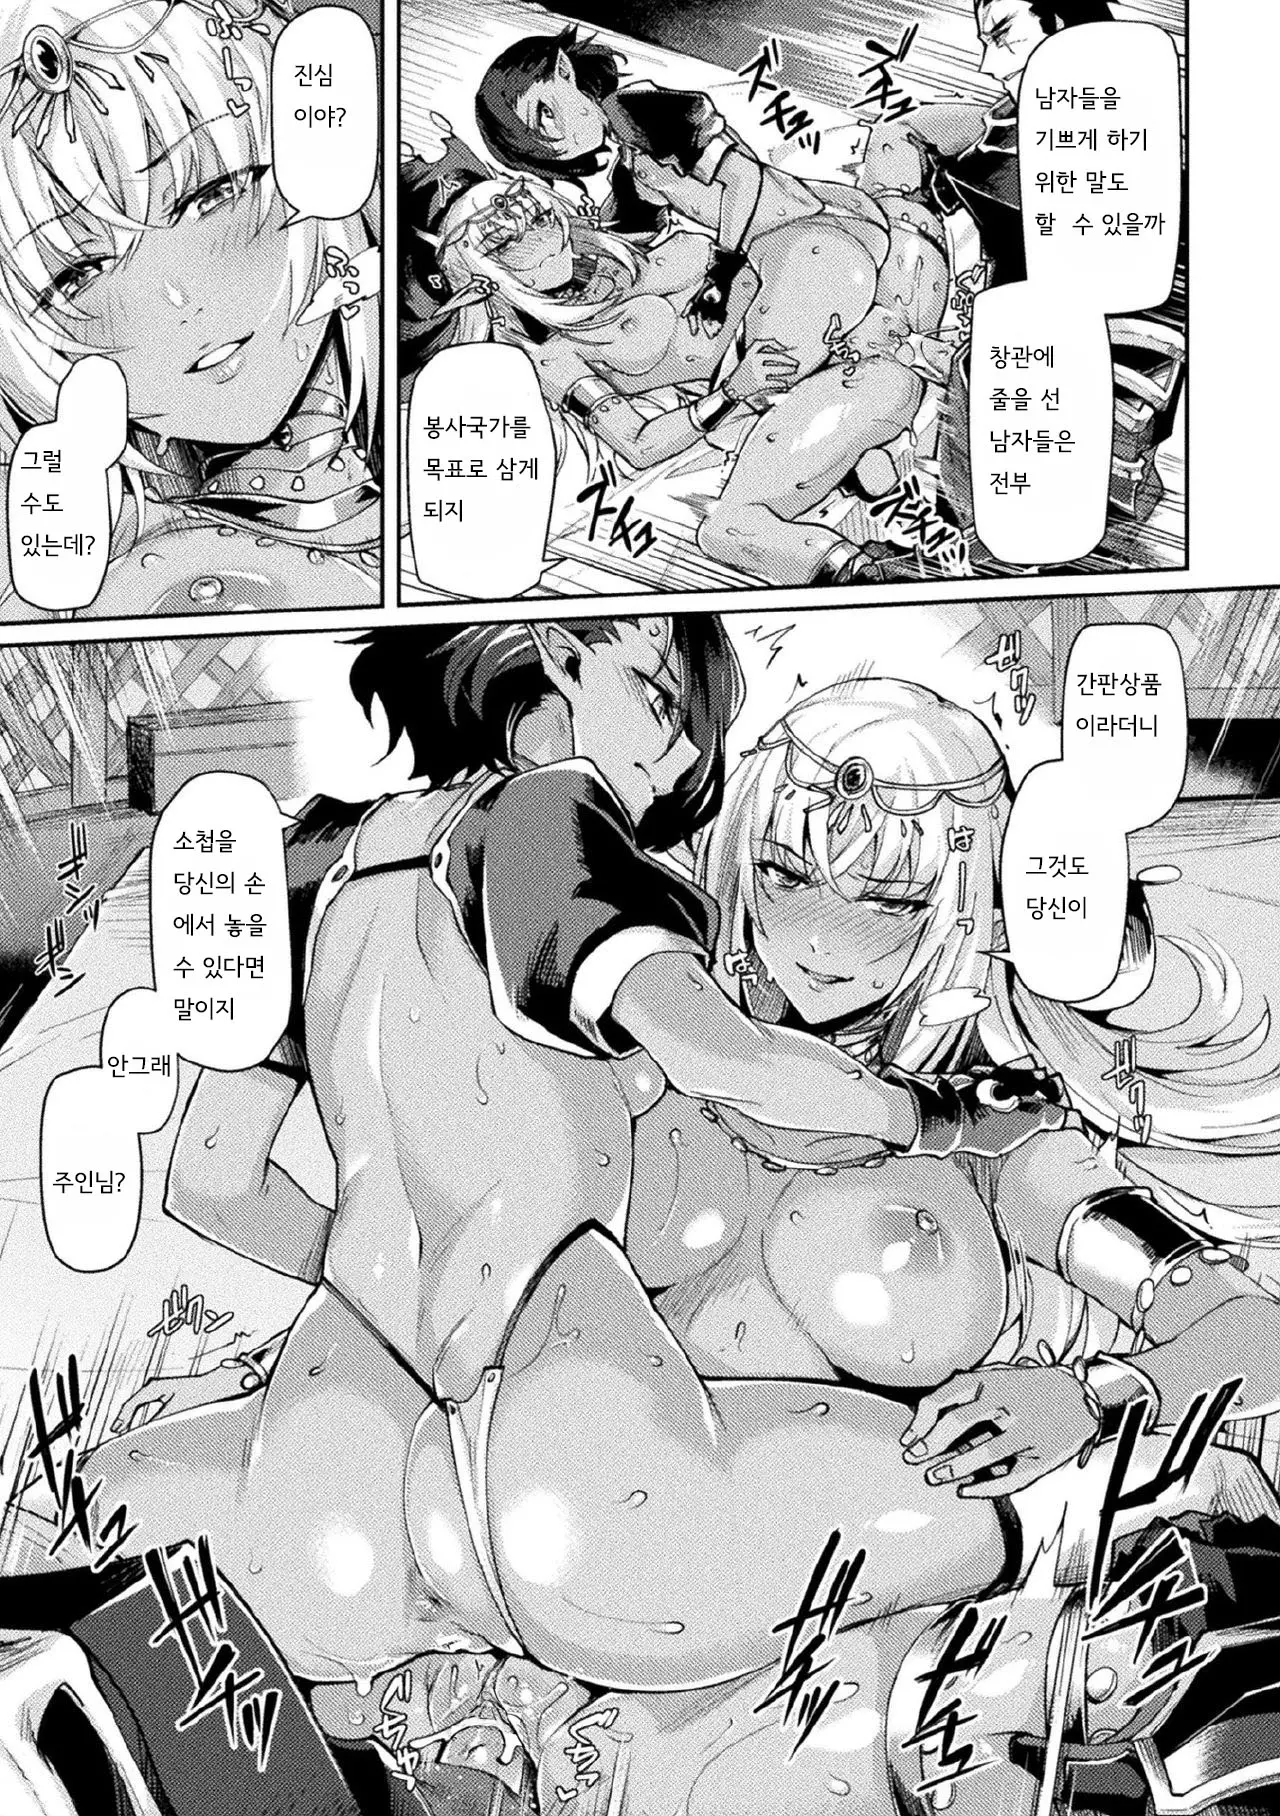 남자들을
기쁘게 하기
위한 말도
할 수 있을까
창관에
줄을 선
남자들은
전부
봉사국가를
목표로 삼게
되지
진심
이야?
그럴
수도
있는데?
간판상품
이라더니
그것도
당신이
소첩을
당신의 손
에서 놓을
수 있다면
말이지
안그래
주인님?